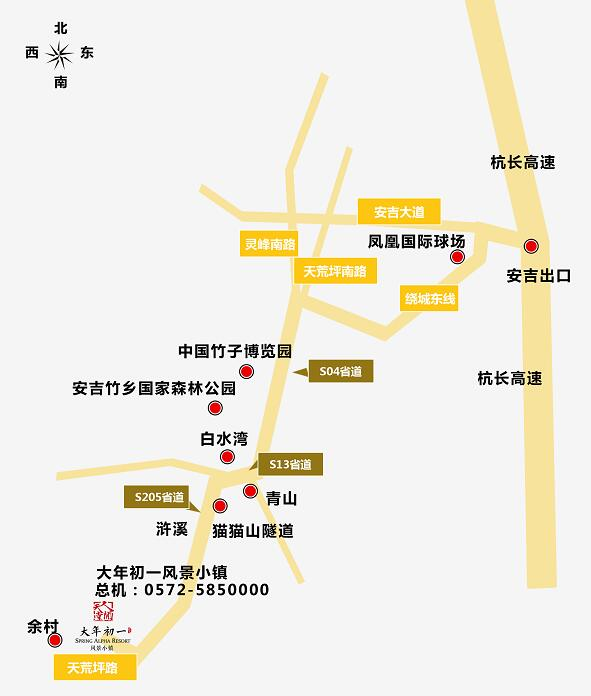 北
西 东
南
杭长高速
安吉大道
灵峰南路
凤凰国际球场
天荒坪南路
安吉出口
绕城东线
中国竹子博览园
S04省道
杭长高速
安吉竹乡国家森林公园
白水湾
S13省道
S205省道
青山
浒溪
猫猫山隧道
大年初一风景小镇
总机：0572-5850000
余村
大年初一
SPRING ALPHA RESORT
风景小镇
天荒坪路